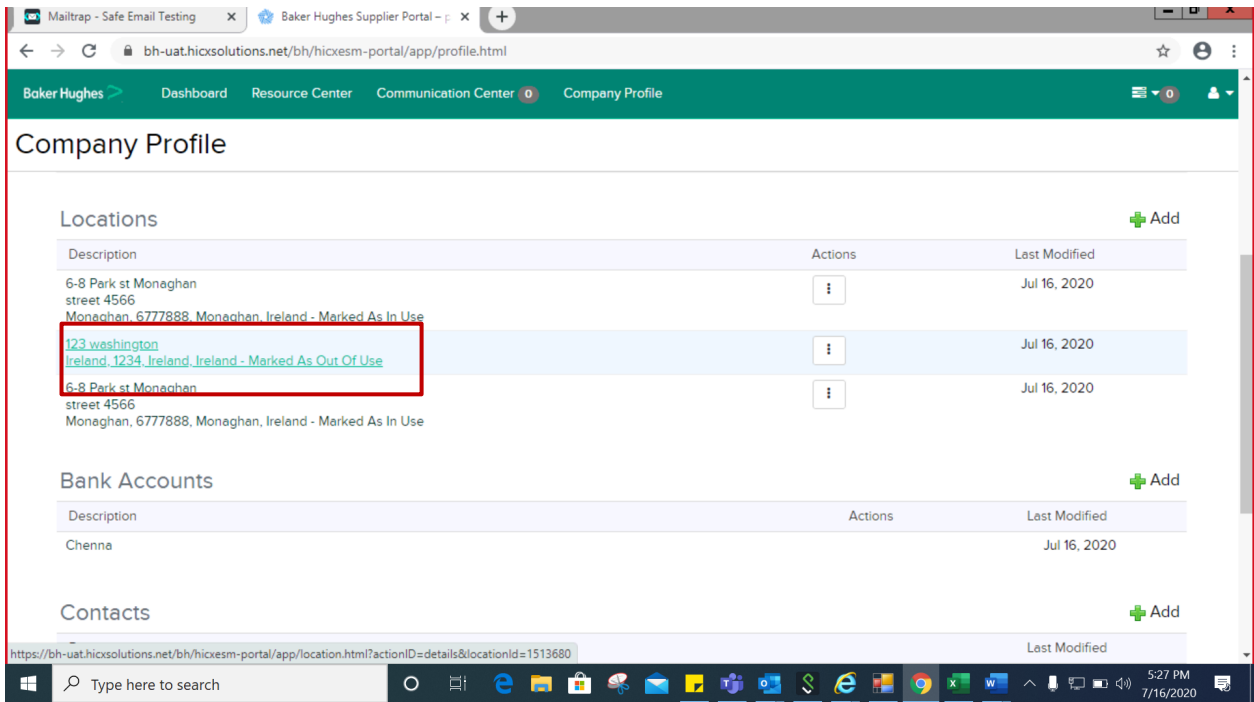 Mailtrap - Safe Email Testing
Baker Hughes Supplier Portal – p
bh-uat.hicxsolutions.net/bh/hicxesm-portal/app/profile.html
Baker Hughes Dashboard Resource Center Communication Center 0 Company Profile 0
Company Profile
Locations Add
Description Actions Last Modified
6-8 Park st Monaghan Jul 16, 2020
street 4566
Monaghan, 6777888, Monaghan, Ireland - Marked As In Use
123 washington Jul 16, 2020
Ireland, 1234, Ireland, Ireland - Marked As Out Of Use
6-8 Park st Monaghan Jul 16, 2020
street 4566
Monaghan, 6777888, Monaghan, Ireland - Marked As In Use
Bank Accounts Add
Description Actions Last Modified
Chenna Jul 16, 2020
Contacts Add
Last Modified
https://bh-uat.hicxsolutions.net/bh/hicxesm-portal/app/location.html?actionID=details&locationId=1513680
Type here to search
5:27 PM
7/16/2020